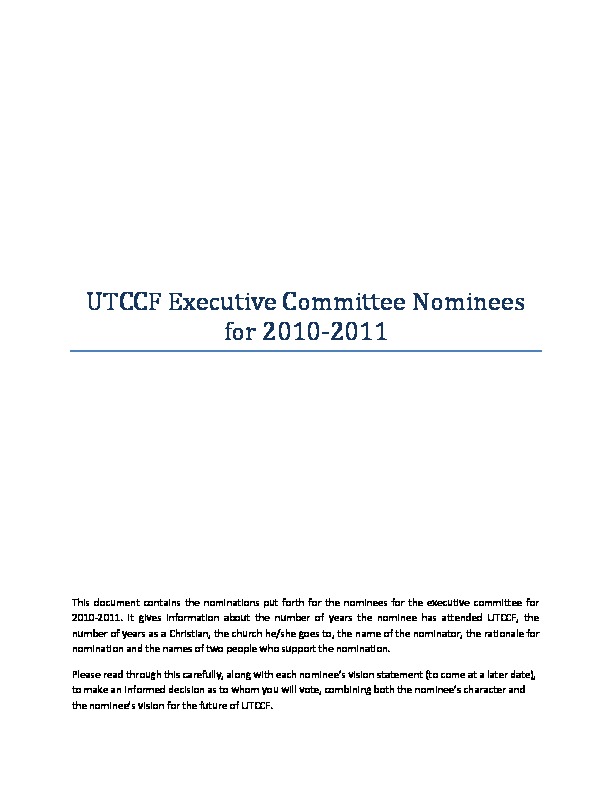 UTCCF Executive Committee Nominees
for 2010-2011
This document contains the nominations put forth for the nominees for the executive committee for
2010-2011. It gives information about the number of years the nominee has attended UTCCF, the
number of years as a Christian, the church he/she goes to, the name of the nominator, the rationale for
nomination and the names of two people who support the nomination.
Please read through this carefully, along with each nominee's vision statement (to come at a later date),
to make an informed decision as to whom you will vote, combining both the nominee's character and
the nominee's vision for the future of UTCCF.